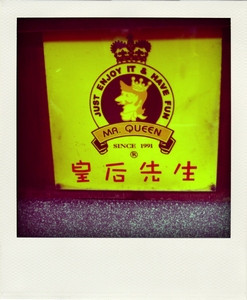 JUST ENJOY IT & HAVE FUN
MR. QUEEN
SINCE 1991
®
皇后先生